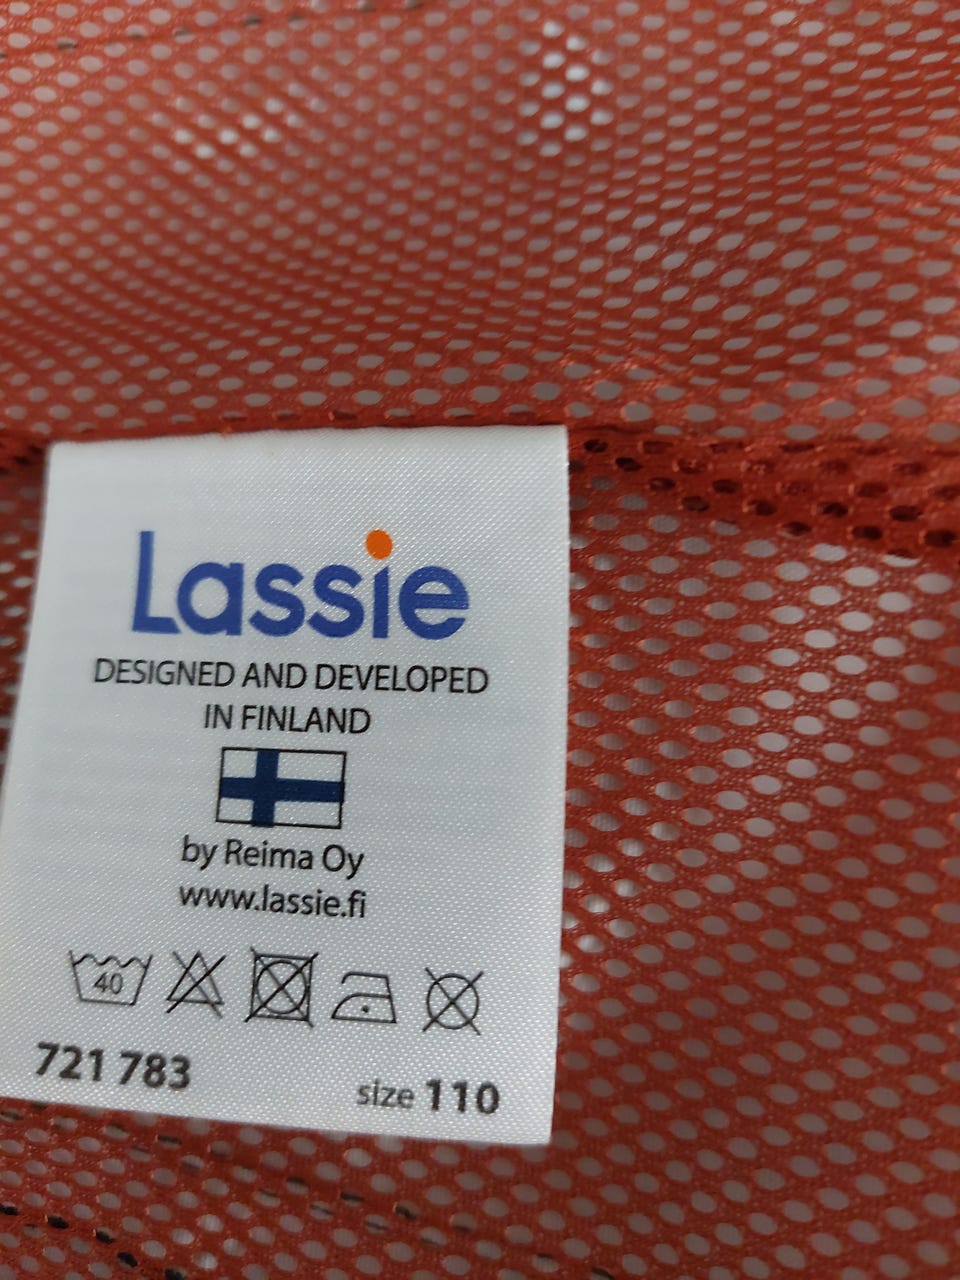 Lassie
DESIGNED AND DEVELOPED
IN FINLAND
by Reima Oy
www.lassie.fi
40
721 783
size 110